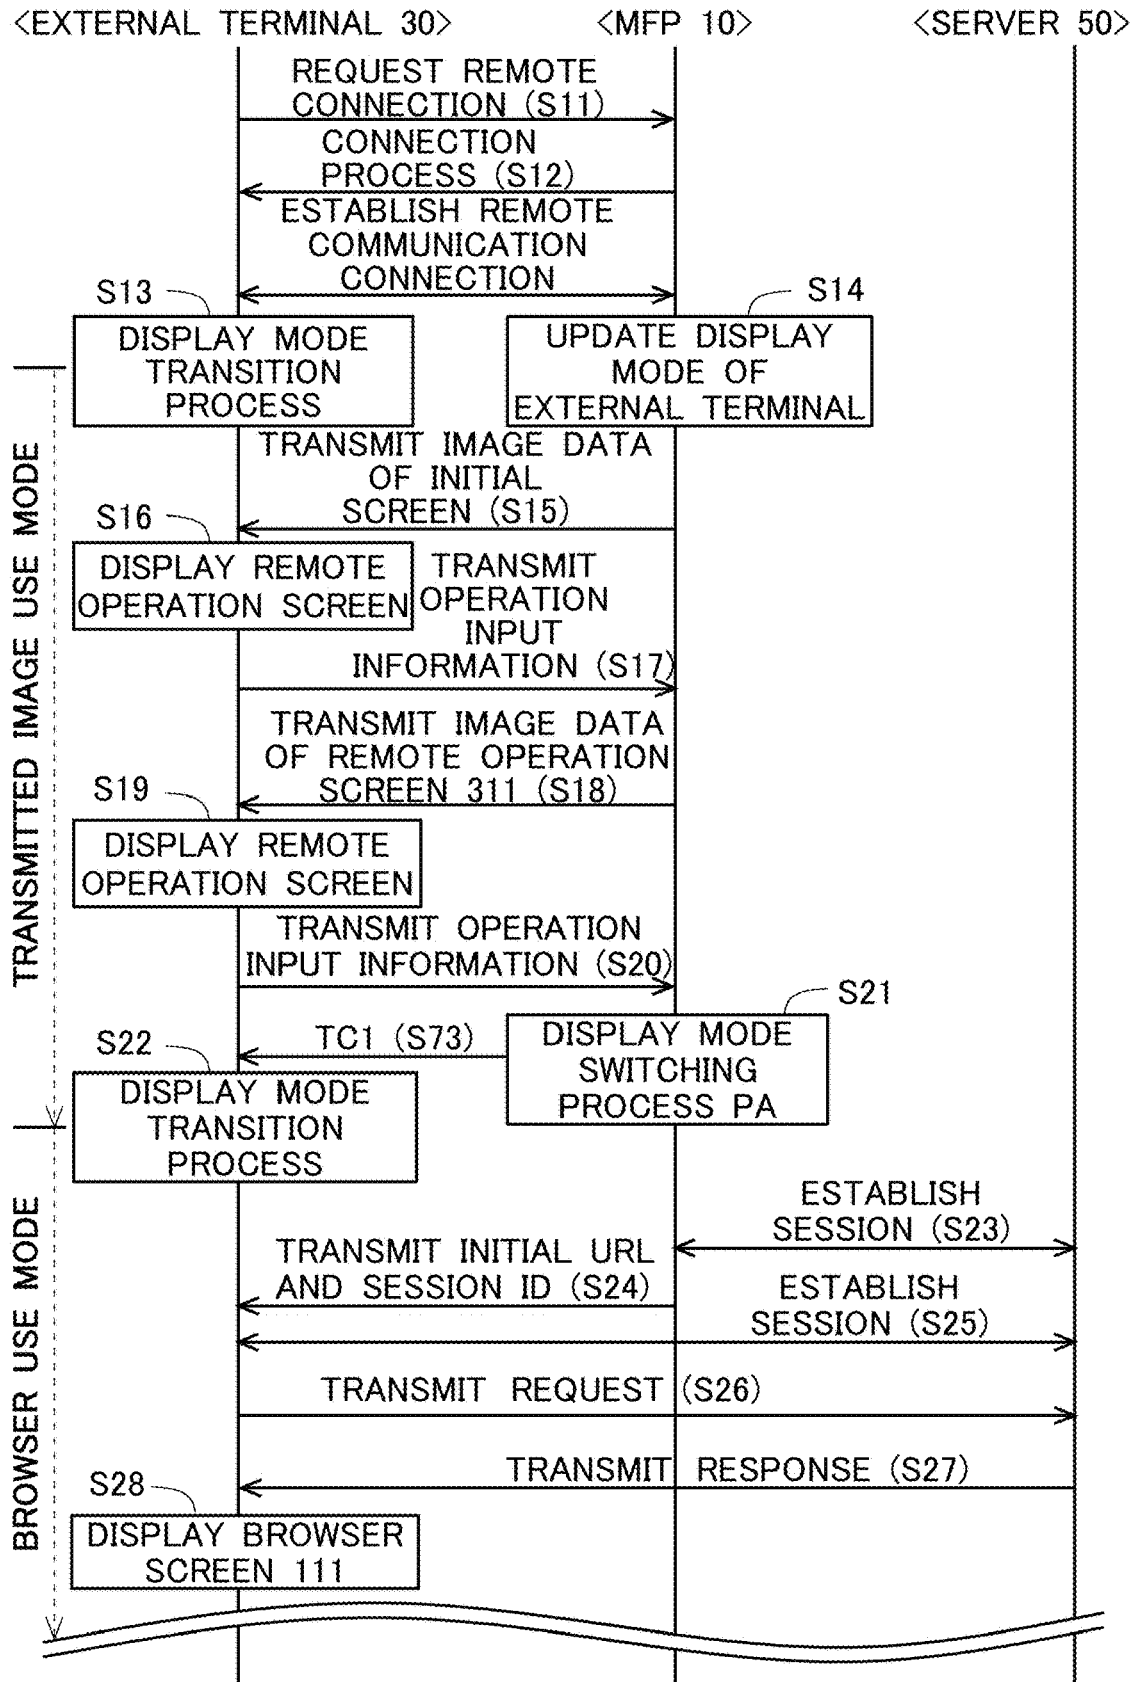 <EXTERNAL TERMINAL 30> <MFP 10> <SERVER 50>
REQUEST REMOTE
CONNECTION (S11)
CONNECTION
PROCESS (S12)
ESTABLISH REMOTE
COMMUNICATION
CONNECTION
S13
S14
DISPLAY MODE
TRANSITION
PROCESS
UPDATE DISPLAY
MODE OF
EXTERNAL TERMINAL
TRANSMITTED IMAGE USE MODE
TRANSMIT IMAGE DATA
OF INITIAL
SCREEN (S15)
S16
DISPLAY REMOTE
OPERATION SCREEN
TRANSMIT
OPERATION
INPUT
INFORMATION (S17)
TRANSMIT IMAGE DATA
OF REMOTE OPERATION
SCREEN 311 (S18)
S19
DISPLAY REMOTE
OPERATION SCREEN
TRANSMIT OPERATION
INPUT INFORMATION (S20)
S21
DISPLAY MODE
SWITCHING
PROCESS PA
TC1 (S73)
S22
DISPLAY MODE
TRANSITION
PROCESS
BROWSER USE MODE
ESTABLISH
SESSION (S23)
TRANSMIT INITIAL URL
AND SESSION ID (S24)
ESTABLISH
SESSION (S25)
TRANSMIT REQUEST (S26)
TRANSMIT RESPONSE (S27)
S28
DISPLAY BROWSER
SCREEN 111